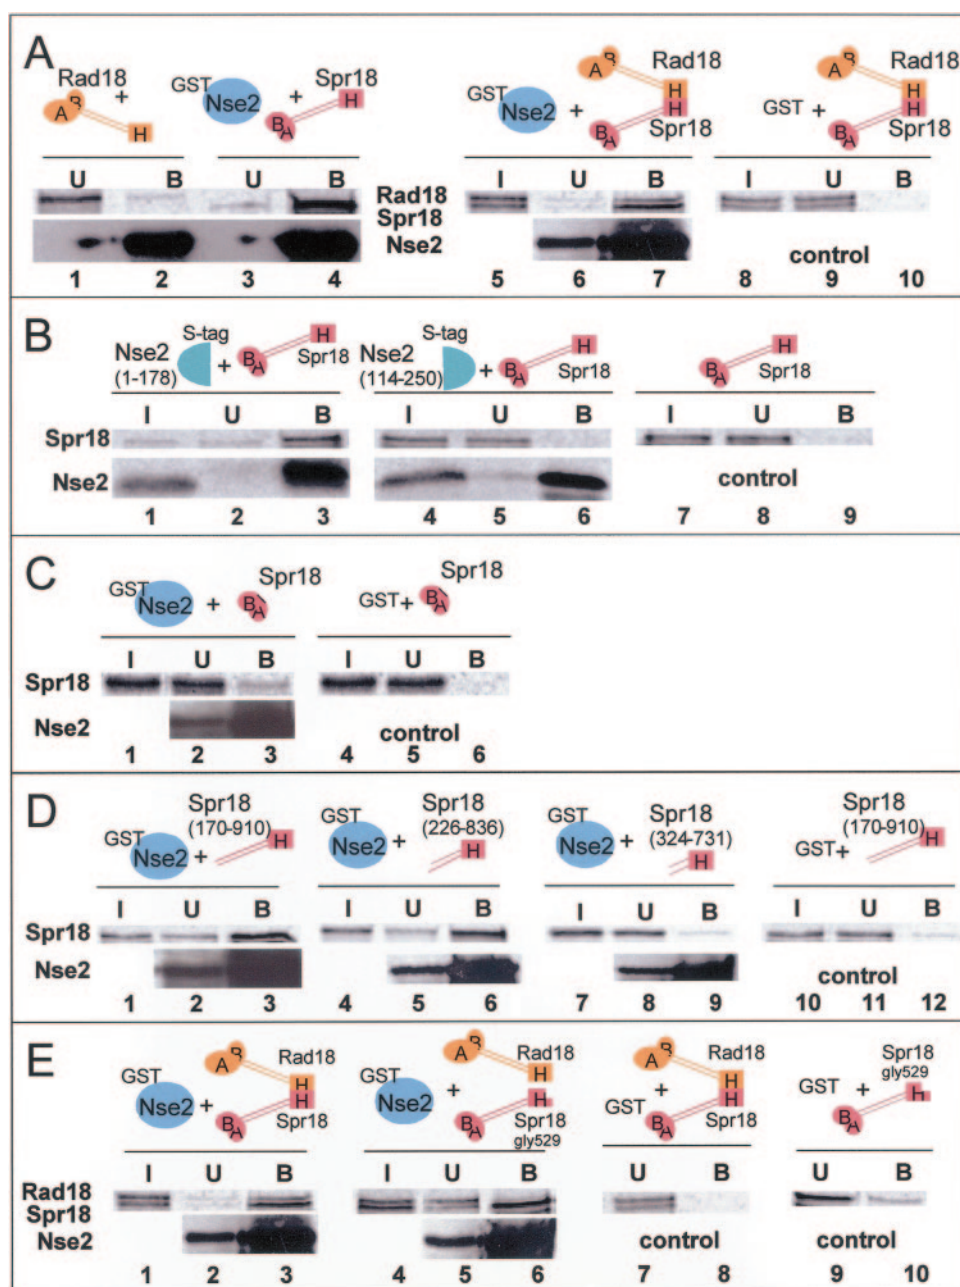 A
Rad18
+
GST
Nse2
+
Spr18
A
B
H
B
A
H
GST
Nse2
+
A
B
H
Rad18
H
B
A
Spr18
GST
+
A
B
H
Rad18
H
B
A
Spr18
U B U B I U B I U B
Rad18
Spr18
Nse2
control
1 2 3 4 5 6 7 8 9 10
B
Nse2
(1-178)
S-tag
+
B
A
H
Spr18
Nse2
(114-250)
S-tag
+
B
A
H
Spr18
B
A
H
Spr18
I U B I U B I U B
Spr18
Nse2
control
1 2 3 4 5 6 7 8 9
C
GST
Nse2
+
B
A
Spr18
GST+
B
A
Spr18
I U B I U B
Spr18
Nse2
control
1 2 3 4 5 6
D
GST
Nse2
+
Spr18
(170-910)
H
GST
Nse2
+
Spr18
(226-836)
H
GST
Nse2
+
Spr18
(324-731)
H
GST+
Spr18
(170-910)
H
I U B I U B I U B I U B
Spr18
Nse2
control
1 2 3 4 5 6 7 8 9 10 11 12
E
GST
Nse2
+
A
B
Rad18
H
H
B
A
Spr18
GST
Nse2
+
A
B
Rad18
H
H
B
A
Spr18
gly529
GST
+
A
B
Rad18
H
H
B
A
Spr18
GST
+
Spr18
gly529
H
B
A
I U B I U B U B U B
Rad18
Spr18
Nse2
control
control
1 2 3 4 5 6 7 8 9 10